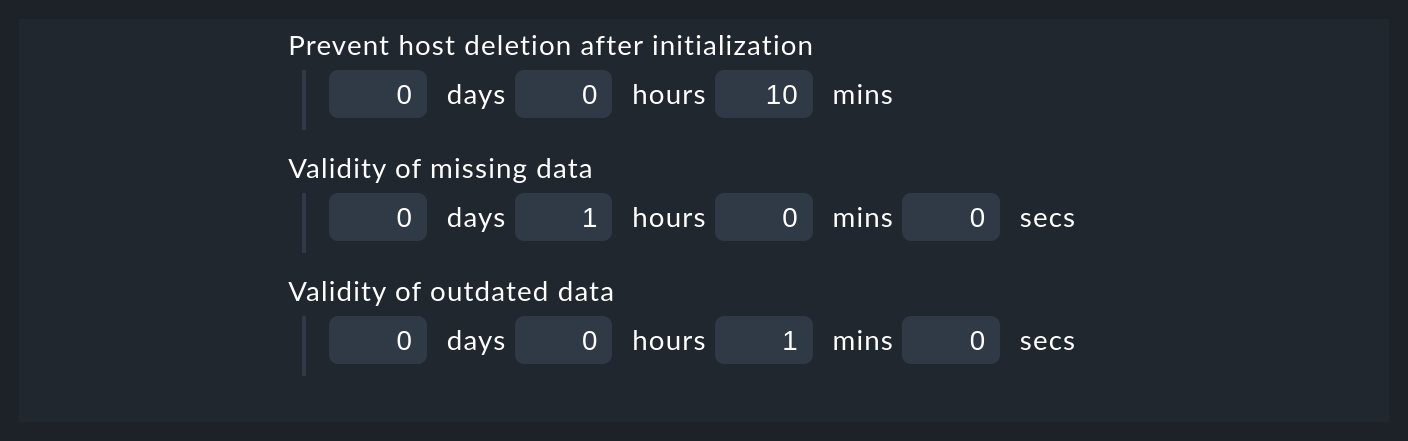 Prevent host deletion after initialization
0 days 0 hours 10 mins
Validity of missing data
0 days 1 hours 0 mins 0 secs
Validity of outdated data
0 days 0 hours 1 mins 0 secs